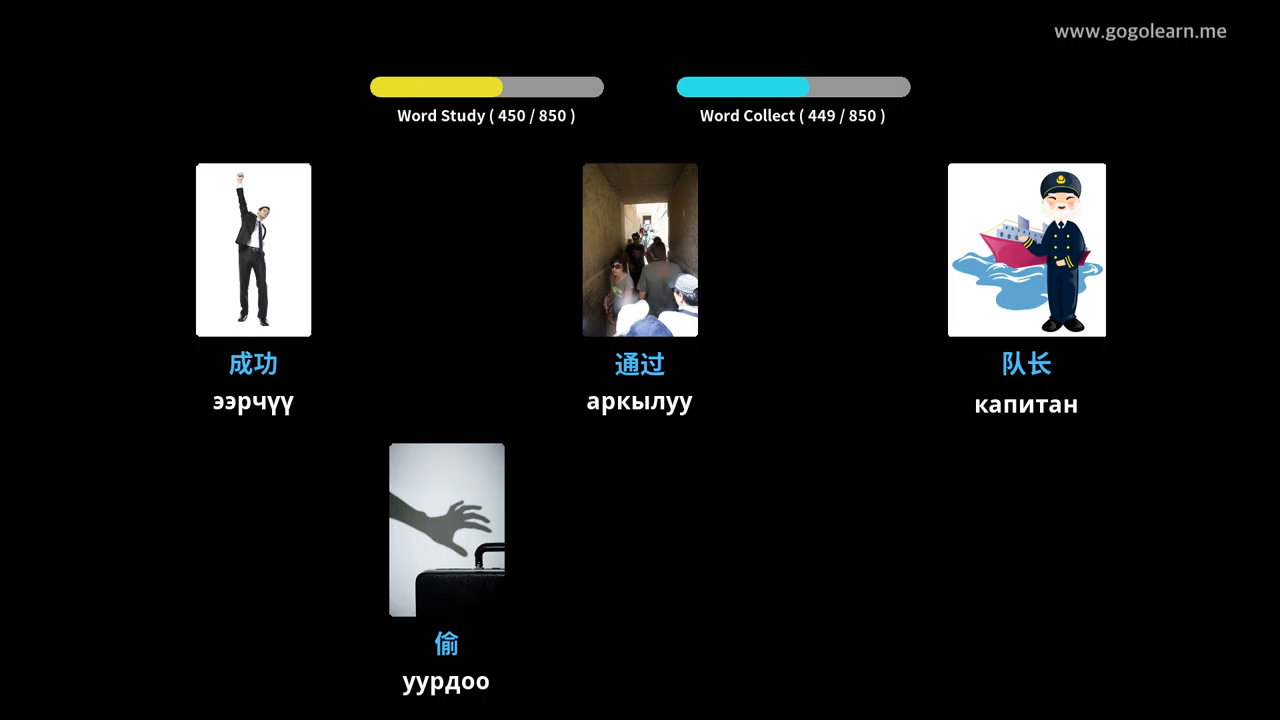 www.gogolearn.me
Word Study ( 450 / 850 )
Word Collect ( 449 / 850 )
成功
ээрчүү
通过
аркылуу
队长
капитан
偷
уурдоо